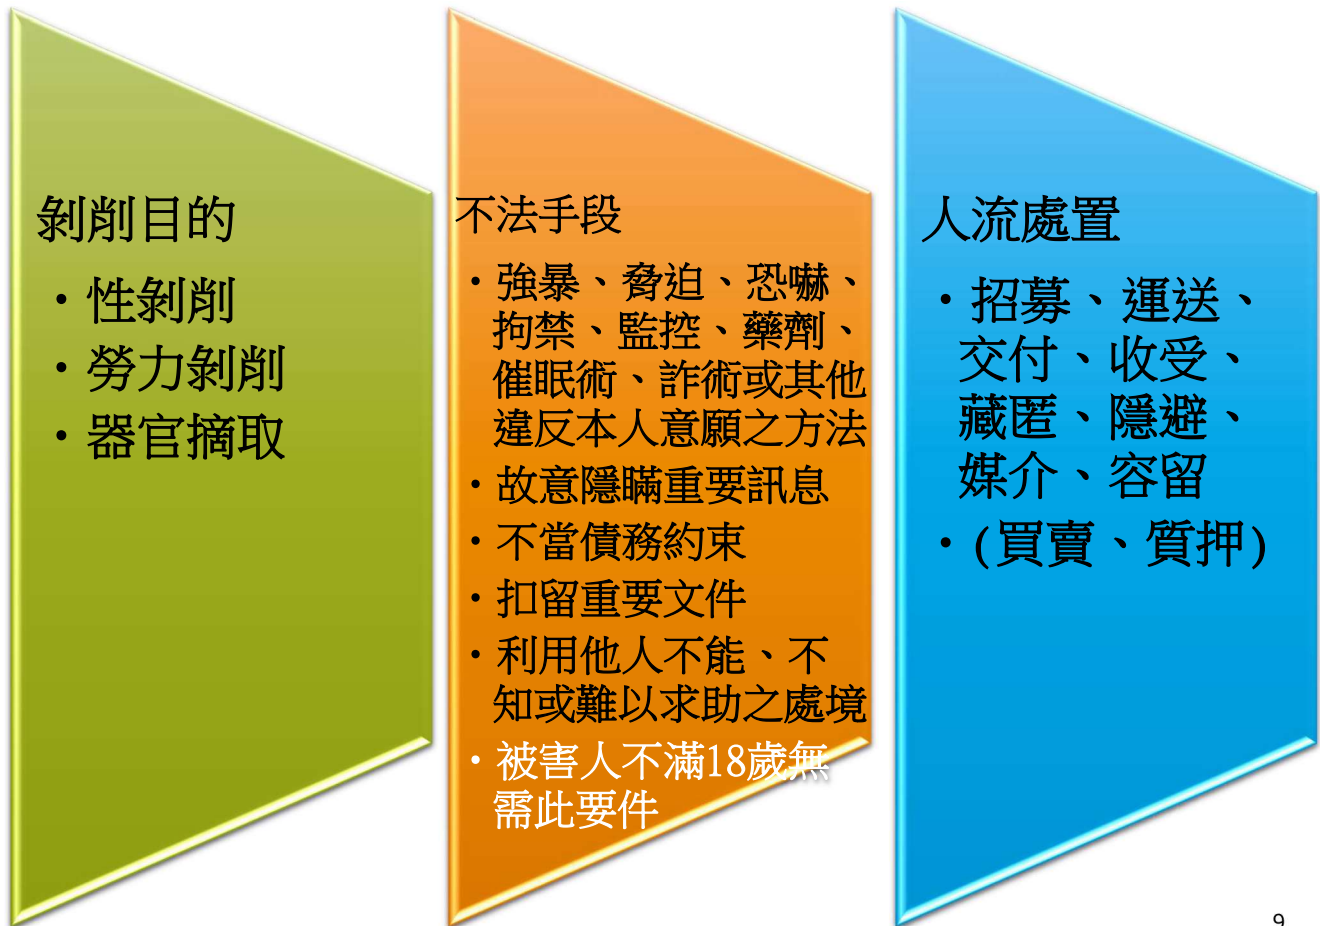 剝削目的
・性剝削
・勞力剝削
・器官摘取
不法手段
・強暴、脅迫、恐嚇、
拘禁、監控、藥劑、
催眠術、詐術或其他
違反本人意願之方法
・故意隱瞞重要訊息
・不當債務約束
・扣留重要文件
・利用他人不能、不
知或難以求助之處境
・被害人不滿18歲無
需此要件
人流處置
・招募、運送、
交付、收受、
藏匿、隱避、
媒介、容留
・(買賣、質押)
9